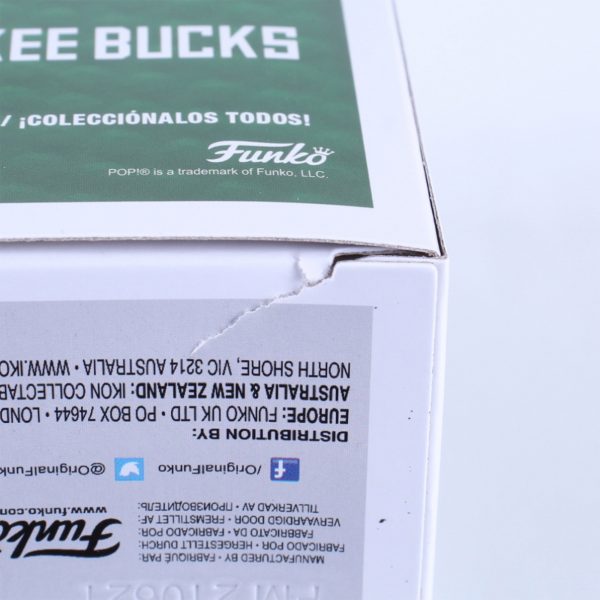 KEE BUCKS
/ ¡COLECCIÓNALOS TODOS!
Funko
POP!® is a trademark of Funko, LLC.
MANUFACTURED BY • FABRIQUÉ PAR:
FABRICADO POR • HERGESTELLT DURCH:
FABBRICATO DA • FABRICADO POR:
VERVAARDIGD DOOR • FREMSTILLET AF:
TILLVERKAD AV • ПРОИЗВОДИТЕЛЬ:
Funko
www.funko.com
/OriginalFunko @OriginalFunko
DISTRIBUTION BY:
EUROPE: FUNKO UK LTD • PO BOX 74644 • LOND
AUSTRALIA & NEW ZEALAND: IKON COLLECTAB
NORTH SHORE, VIC 3214 AUSTRALIA • WWW.IKO